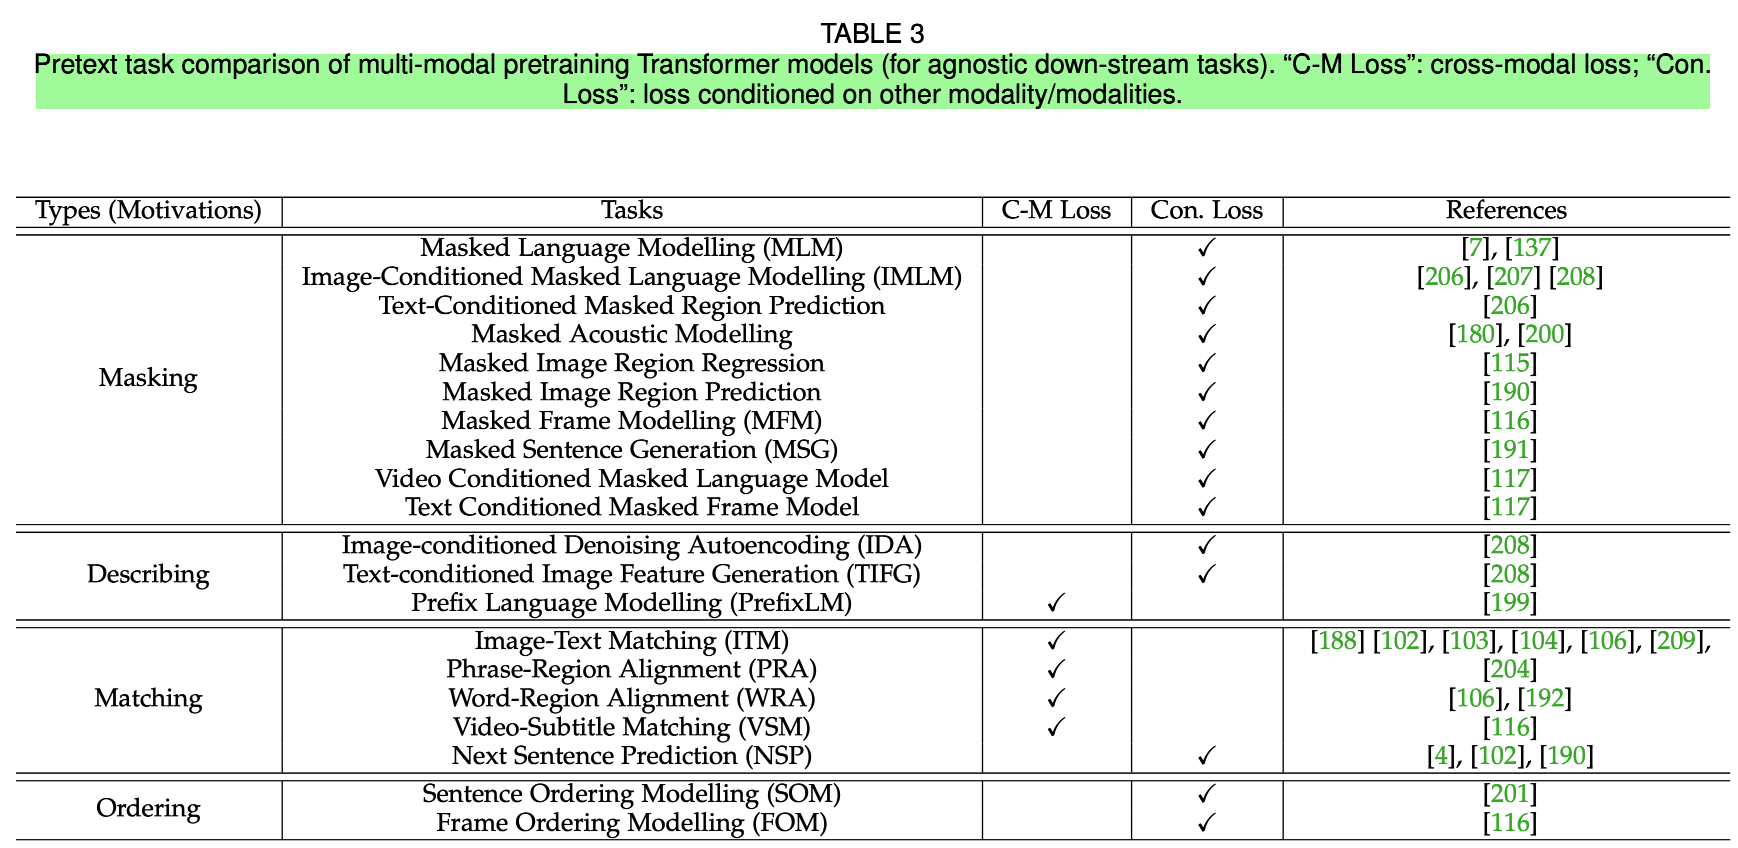 TABLE 3
Pretext task comparison of multi-modal pretraining Transformer models (for agnostic down-stream tasks). “C-M Loss”: cross-modal loss; “Con.
Loss”: loss conditioned on other modality/modalities.
Types (Motivations) Tasks C-M Loss Con. Loss References
Masked Language Modelling (MLM) ✓ [7], [137]
Image-Conditioned Masked Language Modelling (IMLM) ✓ [206], [207] [208]
Text-Conditioned Masked Region Prediction ✓ [206]
Masked Acoustic Modelling ✓ [180], [200]
Masked Image Region Regression ✓ [115]
Masking
Masked Image Region Prediction ✓ [190]
Masked Frame Modelling (MFM) ✓ [116]
Masked Sentence Generation (MSG) ✓ [191]
Video Conditioned Masked Language Model ✓ [117]
Text Conditioned Masked Frame Model ✓ [117]
Image-conditioned Denoising Autoencoding (IDA) ✓ [208]
Describing Text-conditioned Image Feature Generation (TIFG) ✓ [208]
Prefix Language Modelling (PrefixLM) ✓ [199]
Image-Text Matching (ITM) ✓ [188] [102], [103], [104], [106], [209],
Phrase-Region Alignment (PRA) ✓ [204]
Matching Word-Region Alignment (WRA) ✓ [106], [192]
Video-Subtitle Matching (VSM) ✓ [116]
Next Sentence Prediction (NSP) ✓ [4], [102], [190]
Sentence Ordering Modelling (SOM) ✓ [201]
Ordering
Frame Ordering Modelling (FOM) ✓ [116]